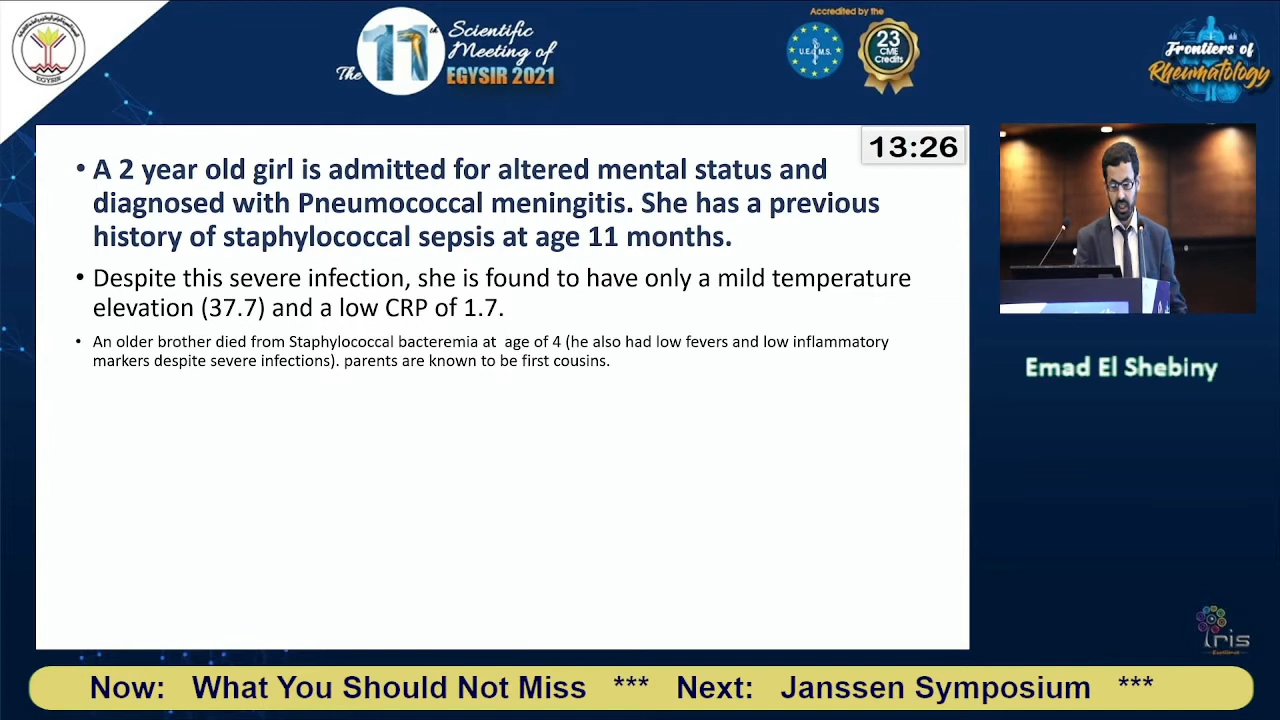 The 11th Scientific Meeting of EGYSIR 2021
Accredited by the
U.E.M.S.
23 CME Credits
Frontiers of Rheumatology
EGYSIR
13:26
• A 2 year old girl is admitted for altered mental status and
diagnosed with Pneumococcal meningitis. She has a previous
history of staphylococcal sepsis at age 11 months.
• Despite this severe infection, she is found to have only a mild temperature
elevation (37.7) and a low CRP of 1.7.
• An older brother died from Staphylococcal bacteremia at age of 4 (he also had low fevers and low inflammatory
markers despite severe infections). parents are known to be first cousins.
Emad El Shebiny
Iris
Now: What You Should Not Miss *** Next: Janssen Symposium ***